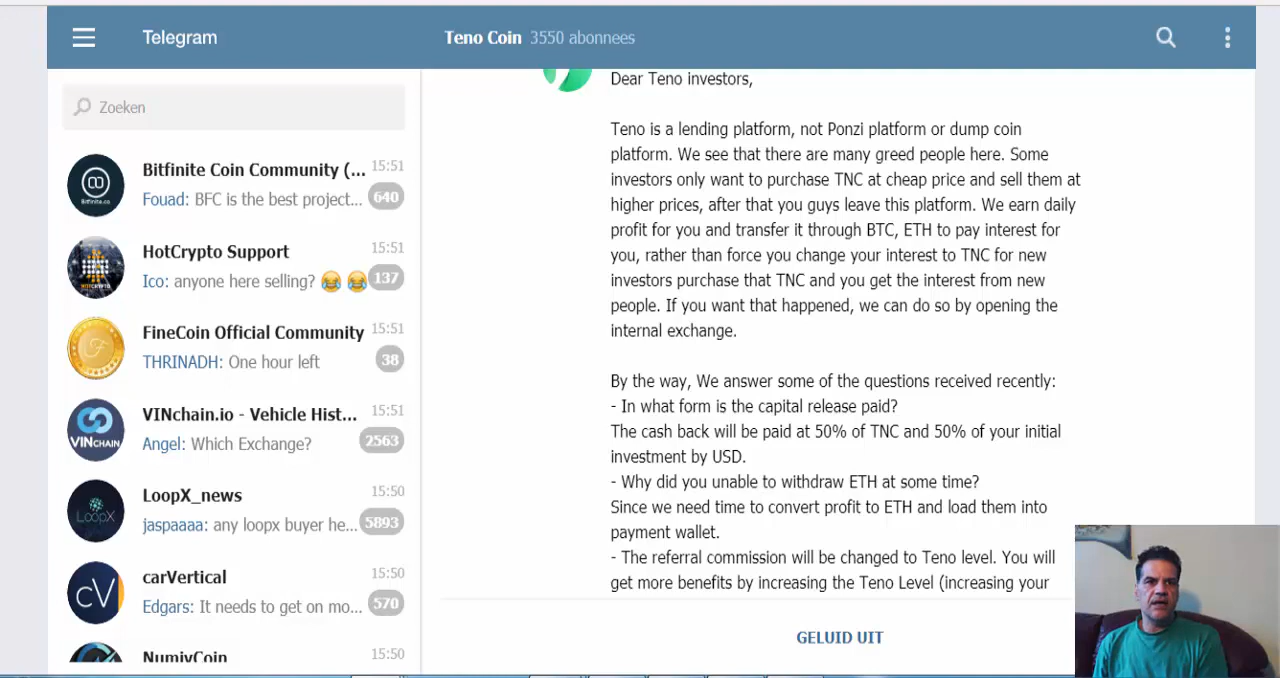 Telegram
Teno Coin 3550 abonnees
Zoeken
Bitfinite Coin Community (... 15:51
Fouad: BFC is the best project... 640
HotCrypto Support 15:51
Ico: anyone here selling? 😂 😂 137
FineCoin Official Community 15:51
THRINADH: One hour left 38
VINchain.io - Vehicle Hist... 15:51
Angel: Which Exchange? 2563
VINCHAIN
LoopX_news 15:50
jaspaaaa: any loopx buyer he... 5893
LoopX
carVertical 15:50
Edgars: It needs to get on mo... 570
cV
NumivCoin 15:50
Dear Teno investors,
Teno is a lending platform, not Ponzi platform or dump coin
platform. We see that there are many greed people here. Some
investors only want to purchase TNC at cheap price and sell them at
higher prices, after that you guys leave this platform. We earn daily
profit for you and transfer it through BTC, ETH to pay interest for
you, rather than force you change your interest to TNC for new
investors purchase that TNC and you get the interest from new
people. If you want that happened, we can do so by opening the
internal exchange.
By the way, We answer some of the questions received recently:
- In what form is the capital release paid?
The cash back will be paid at 50% of TNC and 50% of your initial
investment by USD.
- Why did you unable to withdraw ETH at some time?
Since we need time to convert profit to ETH and load them into
payment wallet.
- The referral commission will be changed to Teno level. You will
get more benefits by increasing the Teno Level (increasing your
GELUID UIT